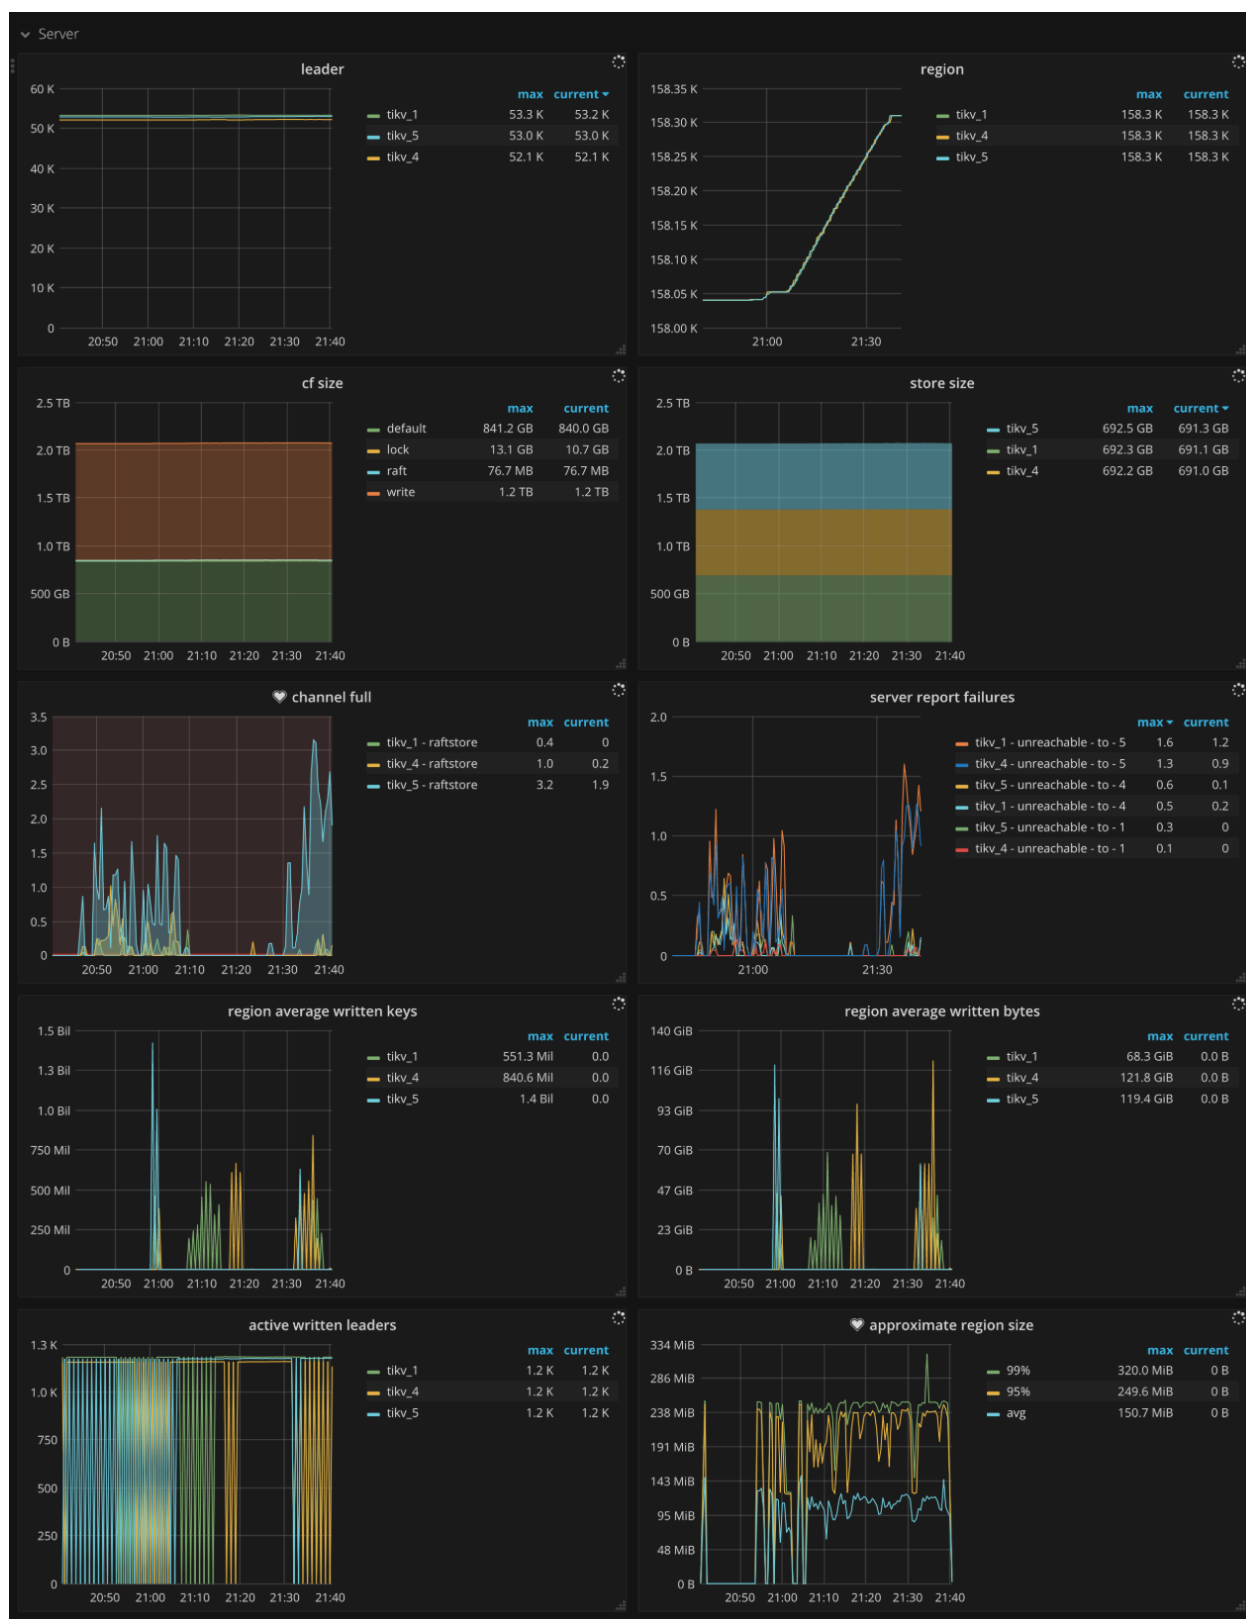 Server
leader
60 K
50 K
40 K
30 K
20 K
10 K
0
20:50 21:00 21:10 21:20 21:30 21:40
max current
tikv_1 53.3 K 53.2 K
tikv_5 53.0 K 53.0 K
tikv_4 52.1 K 52.1 K
region
158.35 K
158.30 K
158.25 K
158.20 K
158.15 K
158.10 K
158.05 K
158.00 K
21:00 21:30
max current
tikv_1 158.3 K 158.3 K
tikv_4 158.3 K 158.3 K
tikv_5 158.3 K 158.3 K
cf size
2.5 TB
2.0 TB
1.5 TB
1.0 TB
500 GB
0 B
20:50 21:00 21:10 21:20 21:30 21:40
max current
default 841.2 GB 840.0 GB
lock 13.1 GB 10.7 GB
raft 76.7 MB 76.7 MB
write 1.2 TB 1.2 TB
store size
2.5 TB
2.0 TB
1.5 TB
1.0 TB
500 GB
0 B
20:50 21:00 21:10 21:20 21:30 21:40
max current
tikv_5 692.5 GB 691.3 GB
tikv_1 692.3 GB 691.1 GB
tikv_4 692.2 GB 691.0 GB
channel full
3.5
3.0
2.5
2.0
1.5
1.0
0.5
0
20:50 21:00 21:10 21:20 21:30 21:40
max current
tikv_1 - raftstore 0.4 0
tikv_4 - raftstore 1.0 0.2
tikv_5 - raftstore 3.2 1.9
server report failures
2.0
1.5
1.0
0.5
0
21:00 21:30
max current
tikv_1 - unreachable - to - 5 1.6 1.2
tikv_4 - unreachable - to - 5 1.3 0.9
tikv_5 - unreachable - to - 4 0.6 0.1
tikv_1 - unreachable - to - 4 0.5 0.2
tikv_5 - unreachable - to - 1 0.3 0
tikv_4 - unreachable - to - 1 0.1 0
region average written keys
1.5 Bil
1.3 Bil
1.0 Bil
750 Mil
500 Mil
250 Mil
0
20:50 21:00 21:10 21:20 21:30 21:40
max current
tikv_1 551.3 Mil 0.0
tikv_4 840.6 Mil 0.0
tikv_5 1.4 Bil 0.0
region average written bytes
140 GiB
116 GiB
93 GiB
70 GiB
47 GiB
23 GiB
0 B
20:50 21:00 21:10 21:20 21:30 21:40
max current
tikv_1 68.3 GiB 0.0 B
tikv_4 121.8 GiB 0.0 B
tikv_5 119.4 GiB 0.0 B
active written leaders
1.3 K
1.0 K
750
500
250
0
20:50 21:00 21:10 21:20 21:30 21:40
max current
tikv_1 1.2 K 1.2 K
tikv_4 1.2 K 1.2 K
tikv_5 1.2 K 1.2 K
approximate region size
334 MiB
286 MiB
238 MiB
191 MiB
143 MiB
95 MiB
48 MiB
0 B
20:50 21:00 21:10 21:20 21:30 21:40
max current
99% 320.0 MiB 0 B
95% 249.6 MiB 0 B
avg 150.7 MiB 0 B